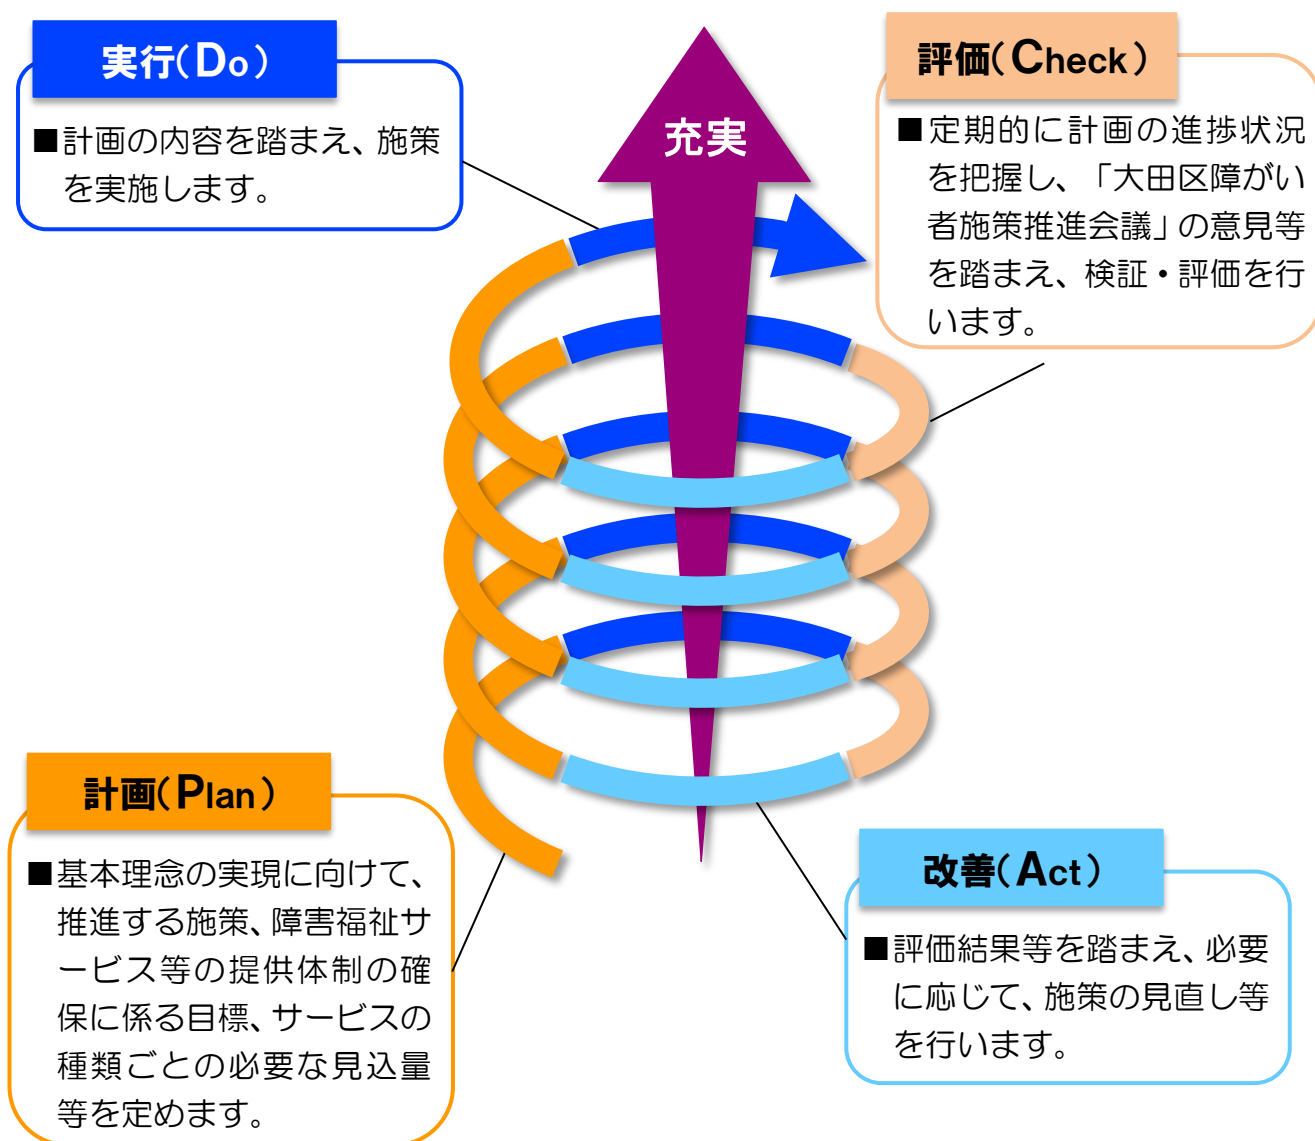 実行(Do)
■計画の内容を踏まえ、施策
を実施します。
充実
評価(Check)
■定期的に計画の進捗状況
を把握し、「大田区障がい
者施策推進会議」の意見等
を踏まえ、検証・評価を行
います。
計画(Plan)
■基本理念の実現に向けて、
推進する施策、障害福祉サ
ービス等の提供体制の確
保に係る目標、サービスの
種類ごとの必要な見込量
等を定めます。
改善(Act)
■評価結果等を踏まえ、必要
に応じて、施策の見直し等
を行います。